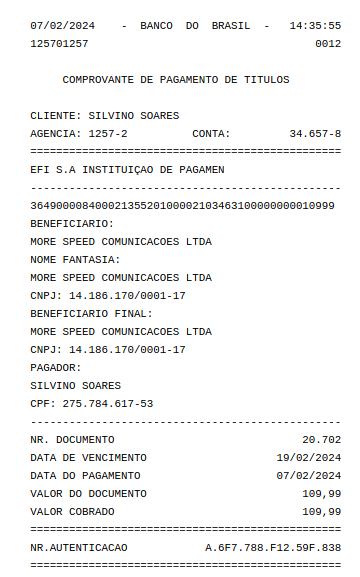 07/02/2024 - BANCO DO BRASIL - 14:35:55
125701257 0012
COMPROVANTE DE PAGAMENTO DE TITULOS
CLIENTE: SILVINO SOARES
AGENCIA: 1257-2 CONTA: 34.657-8
================================================
EFI S.A INSTITUIÇAO DE PAGAMEN
------------------------------------------------
36490000840002135520100002103463100000000010999
BENEFICIARIO:
MORE SPEED COMUNICACOES LTDA
NOME FANTASIA:
MORE SPEED COMUNICACOES LTDA
CNPJ: 14.186.170/0001-17
BENEFICIARIO FINAL:
MORE SPEED COMUNICACOES LTDA
CNPJ: 14.186.170/0001-17
PAGADOR:
SILVINO SOARES
CPF: 275.784.617-53
------------------------------------------------
NR. DOCUMENTO 20.702
DATA DE VENCIMENTO 19/02/2024
DATA DO PAGAMENTO 07/02/2024
VALOR DO DOCUMENTO 109,99
VALOR COBRADO 109,99
================================================
NR.AUTENTICACAO A.6F7.788.F12.59F.838
================================================